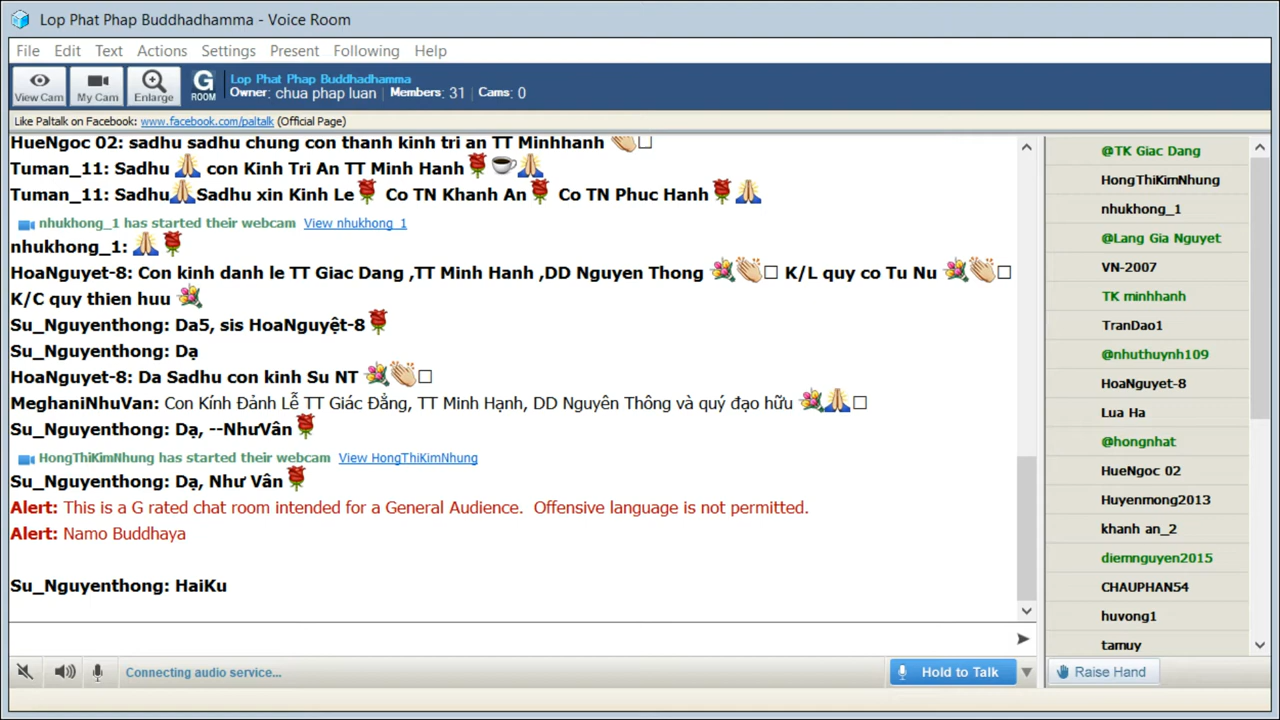 Lop Phat Phap Buddhadhamma - Voice Room
File Edit Text Actions Settings Present Following Help
View Cam My Cam Enlarge G ROOM
Lop Phat Phap Buddhadhamma
Owner: chua phap luan | Members: 31 | Cams: 0
Like Paltalk on Facebook: www.facebook.com/paltalk (Official Page)
HueNgoc 02: sadhu sadhu chung con thanh kinh tri an TT Minhhanh
Tuman_11: Sadhu con Kinh Tri An TT Minh Hanh
Tuman_11: Sadhu Sadhu xin Kinh Le Co TN Khanh An Co TN Phuc Hanh
nhukhong_1 has started their webcam View nhukhong_1
nhukhong_1:
HoaNguyet-8: Con kinh danh le TT Giac Dang ,TT Minh Hanh ,DD Nguyen Thong K/L quy co Tu Nu
K/C quy thien huu
Su_Nguyenthong: Da5, sis HoaNguyệt-8
Su_Nguyenthong: Dạ
HoaNguyet-8: Da Sadhu con kinh Su NT
MeghaniNhuVan: Con Kính Đảnh Lễ TT Giác Đẳng, TT Minh Hạnh, DD Nguyên Thông và quý đạo hữu
Su_Nguyenthong: Dạ, --NhưVân
HongThiKimNhung has started their webcam View HongThiKimNhung
Su_Nguyenthong: Dạ, Như Vân
Alert: This is a G rated chat room intended for a General Audience. Offensive language is not permitted.
Alert: Namo Buddhaya
Su_Nguyenthong: HaiKu
Connecting audio service...
Hold to Talk
@TK Giac Dang
HongThiKimNhung
nhukhong_1
@Lang Gia Nguyet
VN-2007
TK minhhanh
TranDao1
@nhuthuynh109
HoaNguyet-8
Lua Ha
@hongnhat
HueNgoc 02
Huyenmong2013
khanh an_2
diemnguyen2015
CHAUPHAN54
huvong1
tamuy
Raise Hand